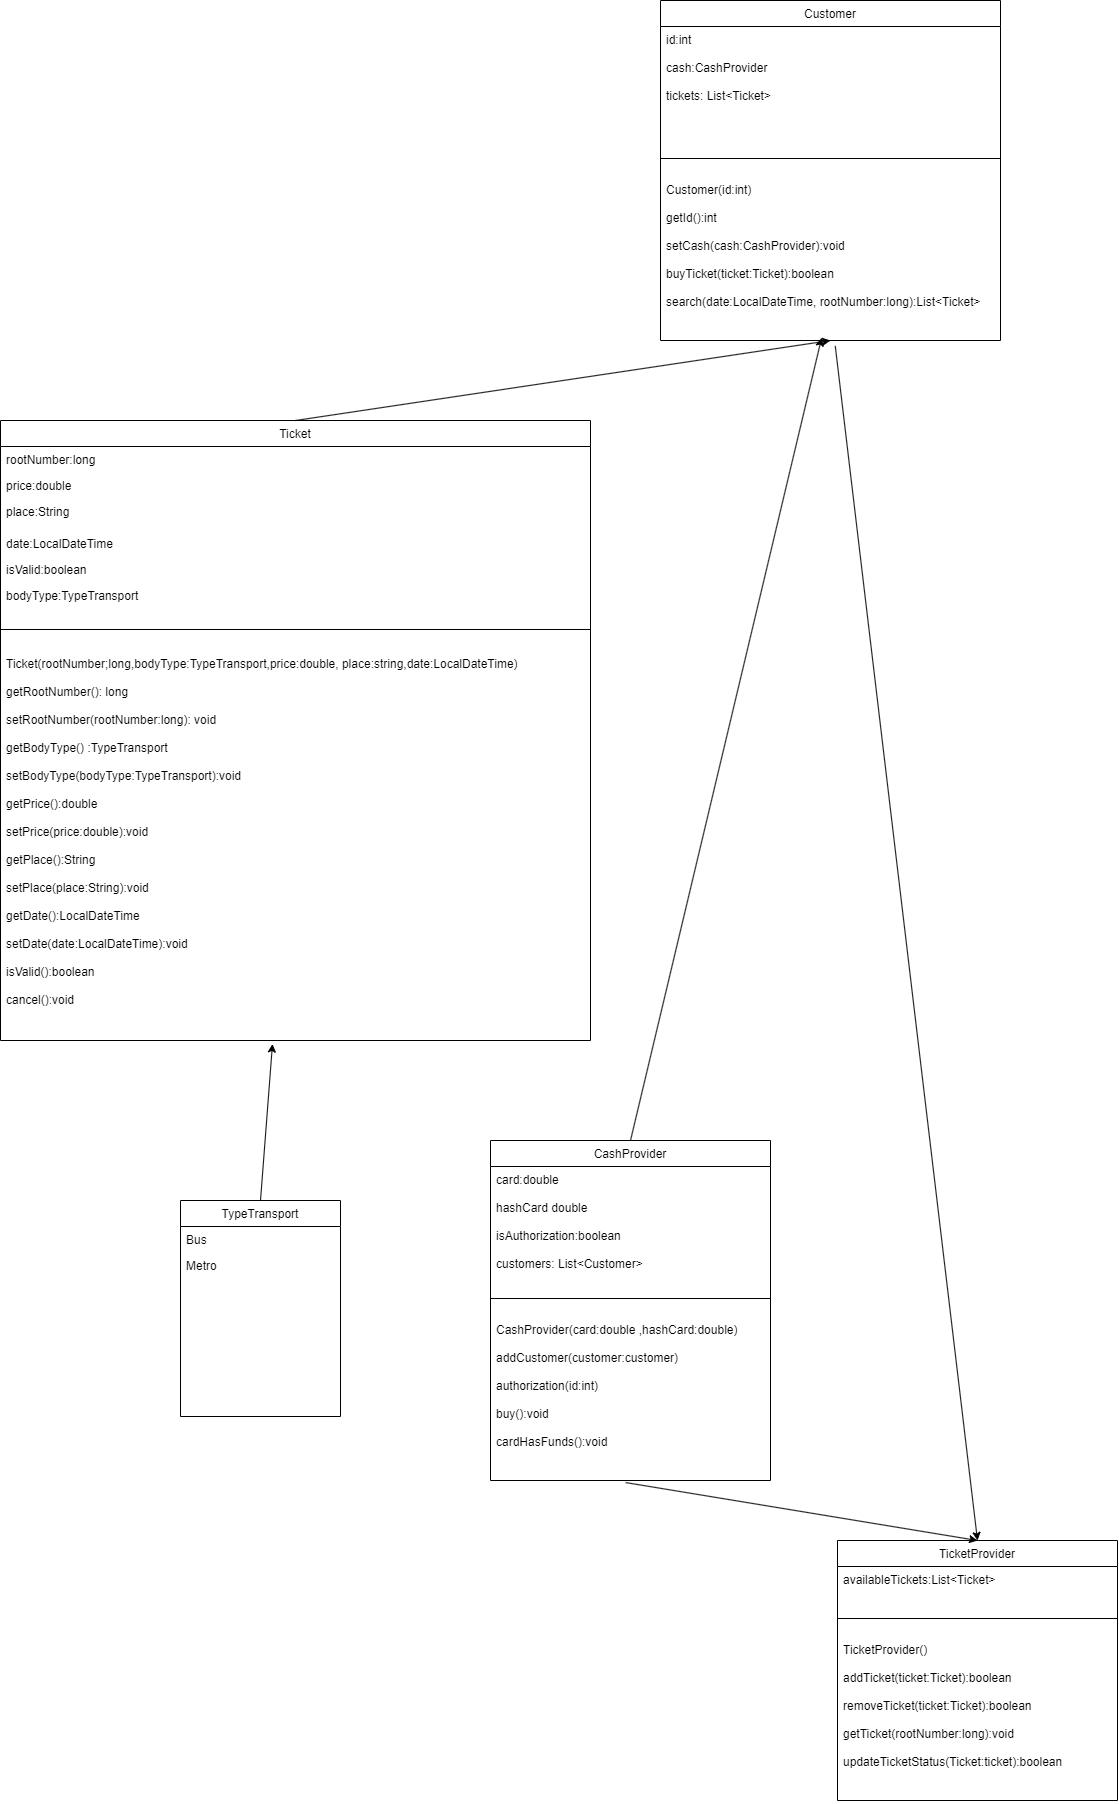 Customer
id:int
cash:CashProvider
tickets: List<Ticket>
Customer(id:int)
getId():int
setCash(cash:CashProvider):void
buyTicket(ticket:Ticket):boolean
search(date:LocalDateTime, rootNumber:long):List<Ticket>
Ticket
rootNumber:long
price:double
place:String
date:LocalDateTime
isValid:boolean
bodyType:TypeTransport
Ticket(rootNumber;long,bodyType:TypeTransport,price:double, place:string,date:LocalDateTime)
getRootNumber(): long
setRootNumber(rootNumber:long): void
getBodyType() :TypeTransport
setBodyType(bodyType:TypeTransport):void
getPrice():double
setPrice(price:double):void
getPlace():String
setPlace(place:String):void
getDate():LocalDateTime
setDate(date:LocalDateTime):void
isValid():boolean
cancel():void
TypeTransport
Bus
Metro
CashProvider
card:double
hashCard double
isAuthorization:boolean
customers: List<Customer>
CashProvider(card:double ,hashCard:double)
addCustomer(customer:customer)
authorization(id:int)
buy():void
cardHasFunds():void
TicketProvider
availableTickets:List<Ticket>
TicketProvider()
addTicket(ticket:Ticket):boolean
removeTicket(ticket:Ticket):boolean
getTicket(rootNumber:long):void
updateTicketStatus(Ticket:ticket):boolean